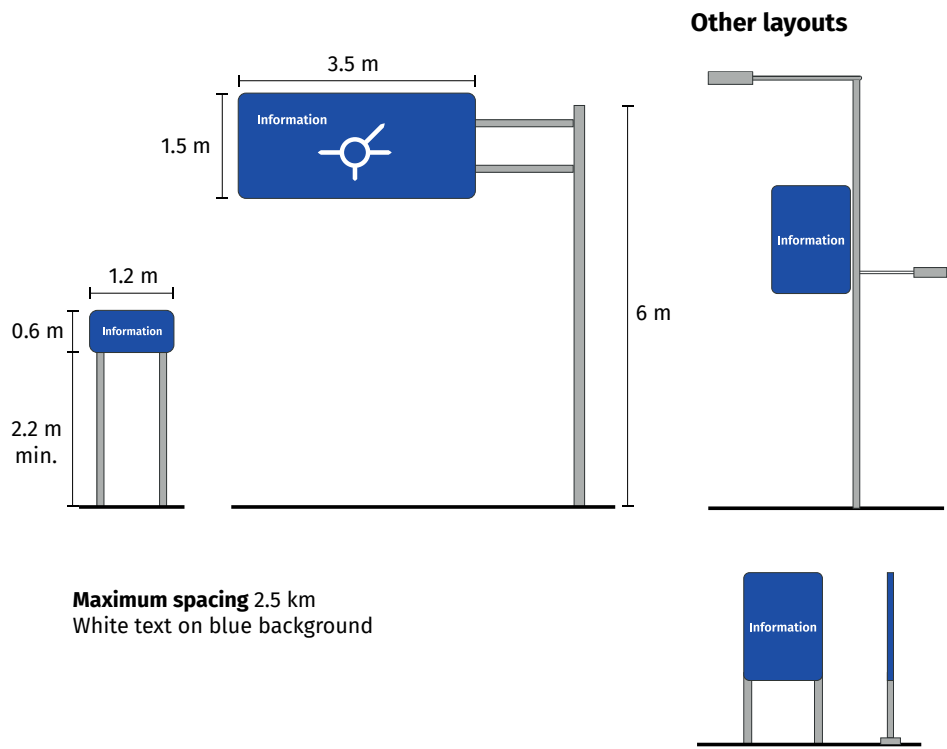 Other layouts
3.5 m
1.5 m
Information
6 m
Information
1.2 m
0.6 m
Information
2.2 m
min.
Maximum spacing 2.5 km
White text on blue background
Information